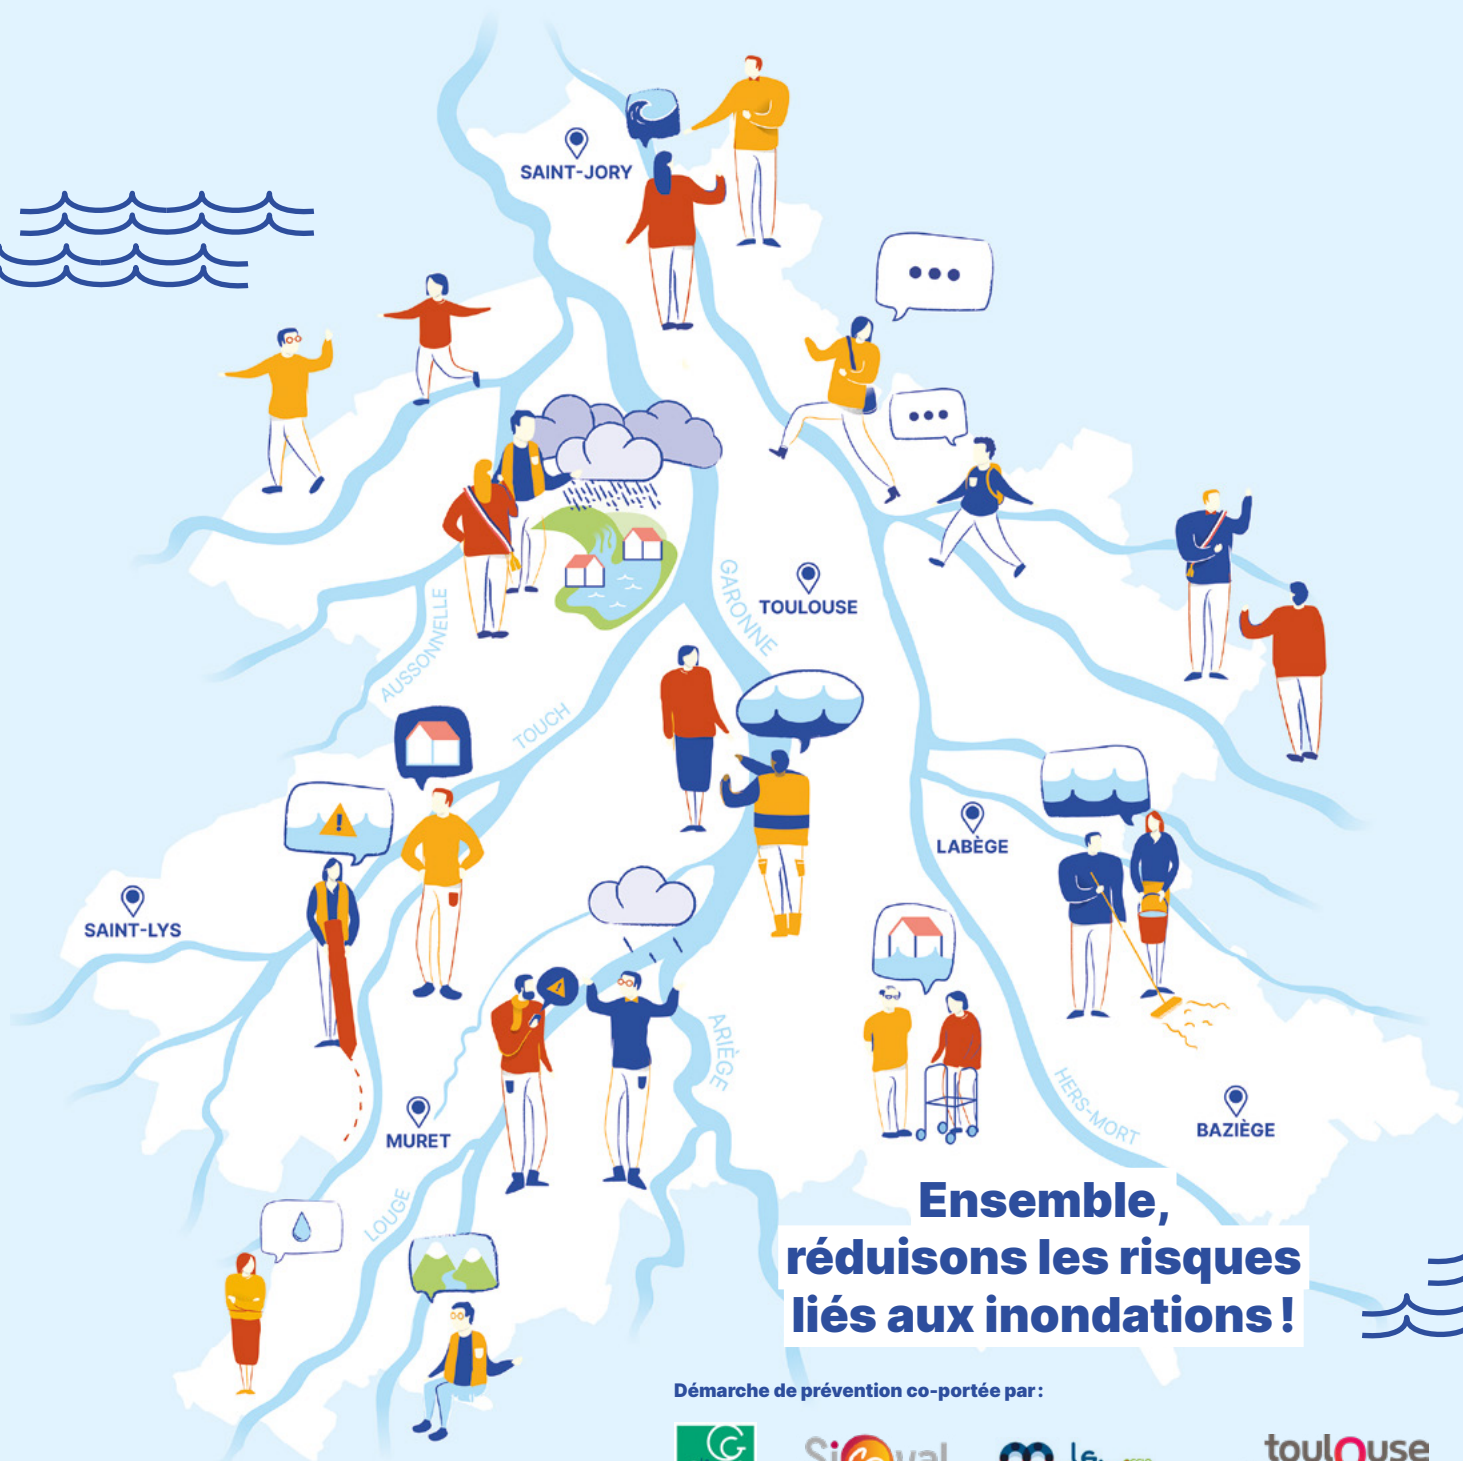 SAINT-JORY
GARONNE
TOULOUSE
AUSSONNELLE
TOUCH
LABÈGE
SAINT-LYS
ARIÈGE
HERS-MORT
MURET
BAZIÈGE
LOUGE
Ensemble,
réduisons les risques
liés aux inondations !
Démarche de prévention co-portée par :
toulouse